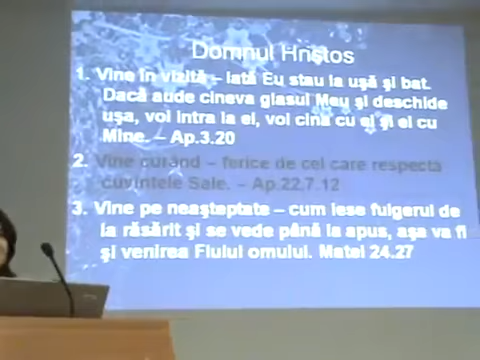 Domnul Hristos
1. Vine în vizită – iată Eu stau la uşă şi bat.
Dacă aude cineva glasul Meu şi deschide
uşa, voi intra la el, voi cina cu el şi el cu
Mine. – Ap.3.20
2. Vine curând – ferice de cel care respectă
cuvintele Sale. – Ap.22.7.12
3. Vine pe neaşteptate – cum iese fulgerul de
la răsărit şi se vede până la apus, aşa va fi
şi venirea Fiului omului. Matei 24.27